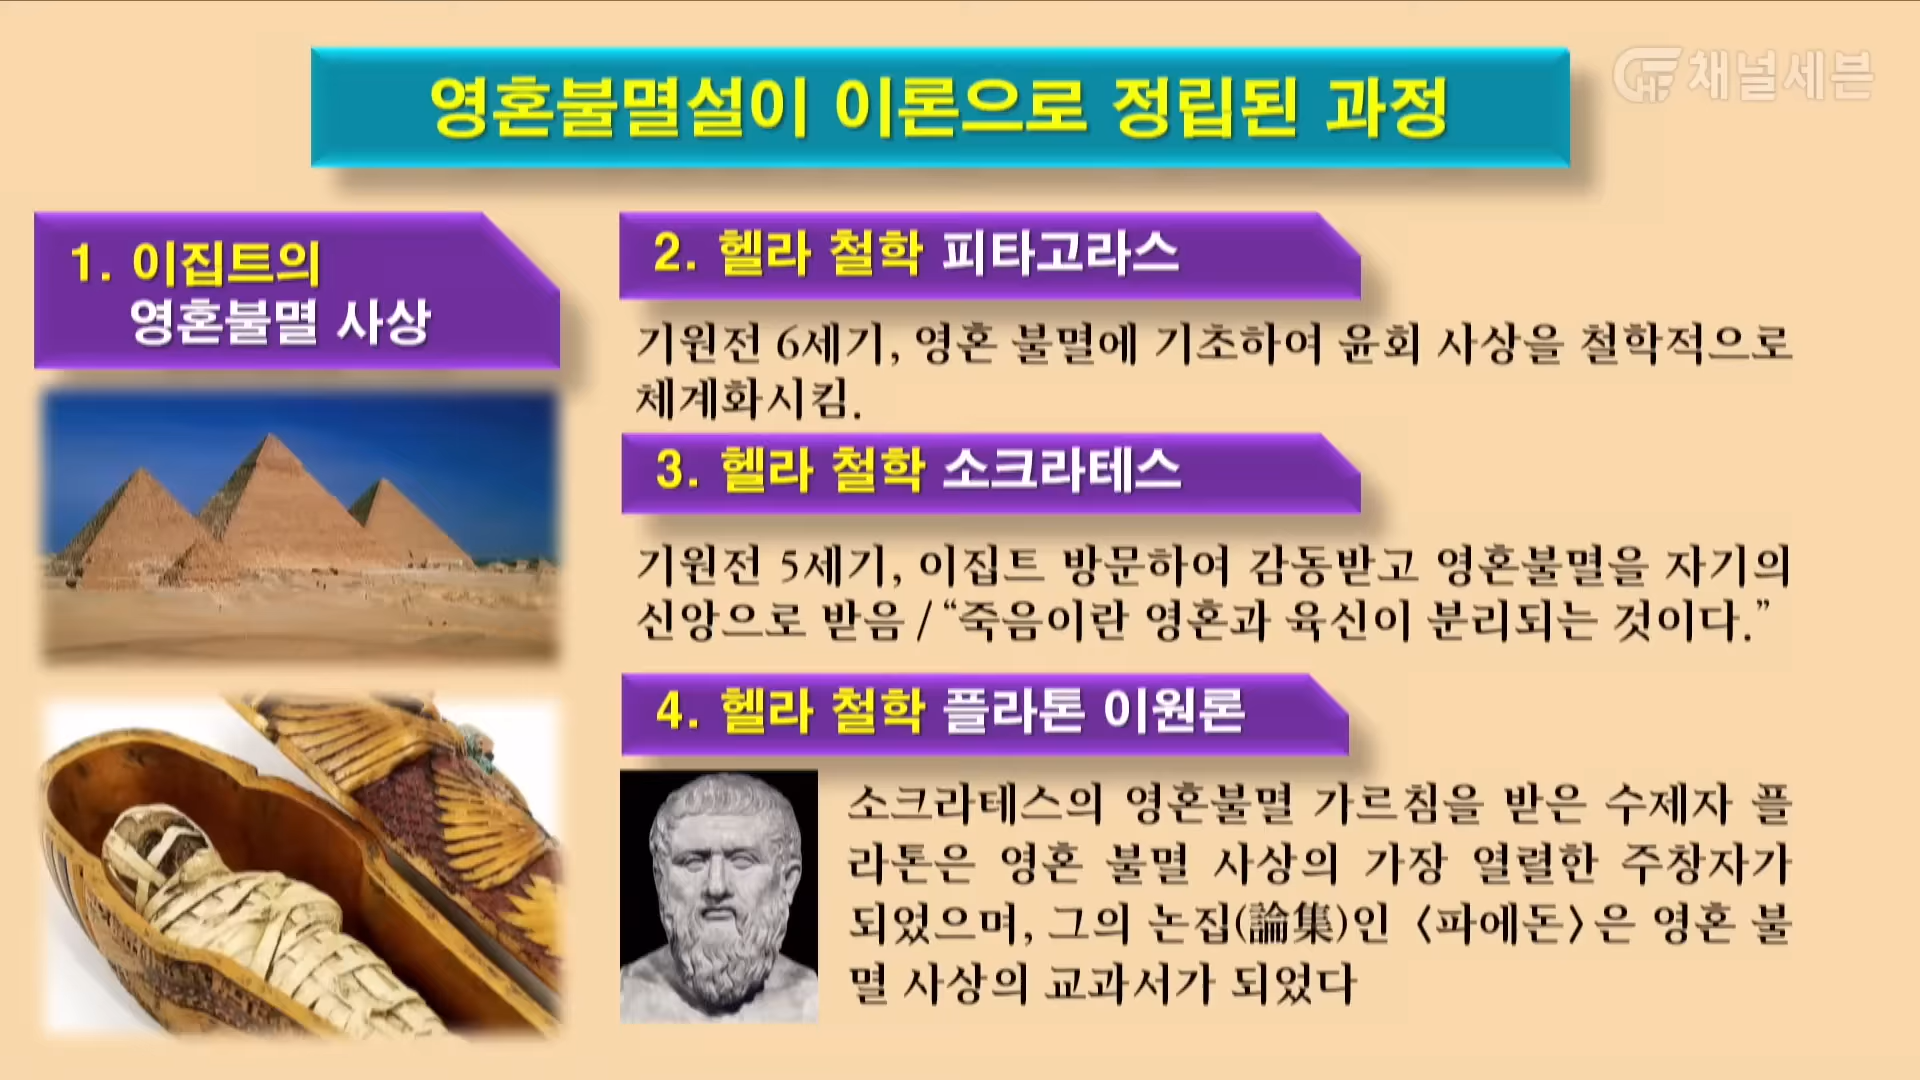 영혼불멸설이 이론으로 정립된 과정
CH7 채널세븐
1. 이집트의
영혼불멸 사상
2. 헬라 철학 피타고라스
기원전 6세기, 영혼 불멸에 기초하여 윤회 사상을 철학적으로
체계화시킴.
3. 헬라 철학 소크라테스
기원전 5세기, 이집트 방문하여 감동받고 영혼불멸을 자기의
신앙으로 받음 / “죽음이란 영혼과 육신이 분리되는 것이다.”
4. 헬라 철학 플라톤 이원론
소크라테스의 영혼불멸 가르침을 받은 수제자 플
라톤은 영혼 불멸 사상의 가장 열렬한 주창자가
되었으며, 그의 논집(論集)인 <파에돈>은 영혼 불
멸 사상의 교과서가 되었다